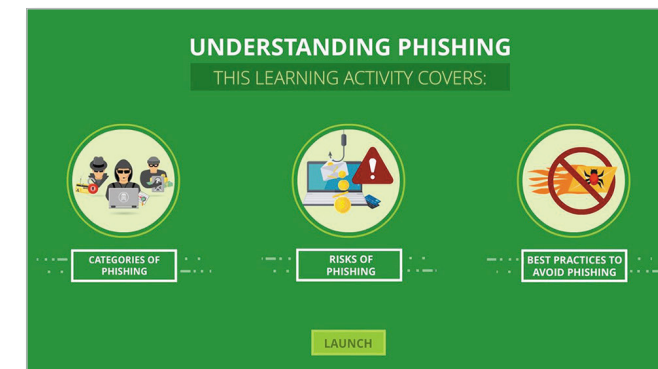 UNDERSTANDING PHISHING
THIS LEARNING ACTIVITY COVERS:
CATEGORIES OF
PHISHING
RISKS OF
PHISHING
BEST PRACTICES TO
AVOID PHISHING
LAUNCH